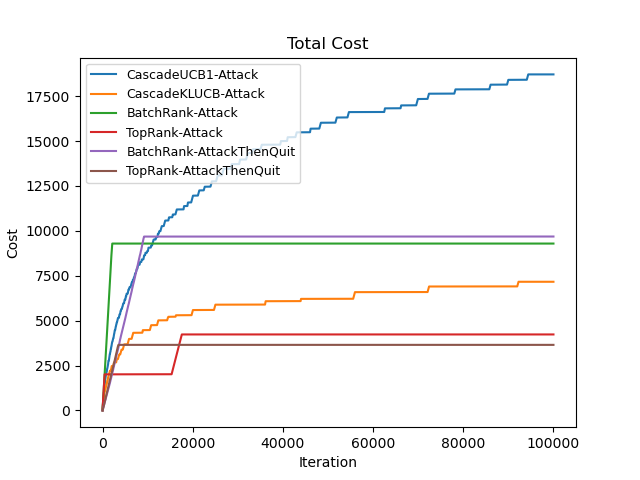 Total Cost
CascadeUCB1-Attack
CascadeKLUCB-Attack
BatchRank-Attack
TopRank-Attack
BatchRank-AttackThenQuit
TopRank-AttackThenQuit
17500
15000
12500
10000
7500
5000
2500
0
Cost
0 20000 40000 60000 80000 100000
Iteration